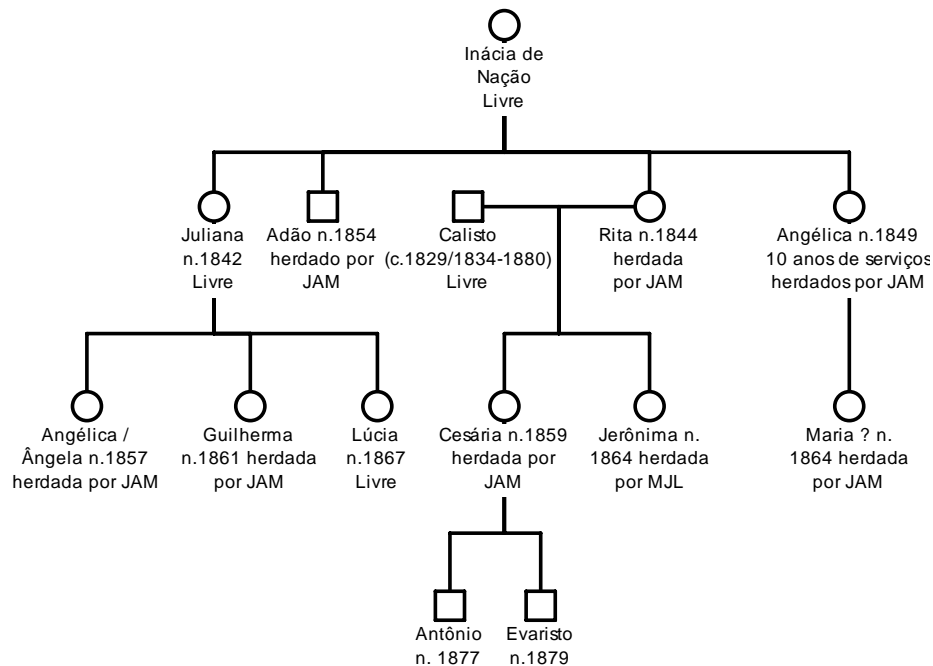 Inácia de
Nação
Livre
Juliana
n.1842
Livre
Adão n.1854
herdado por
JAM
Calisto
(c.1829/1834-1880)
Livre
Rita n.1844
herdada
por JAM
Angélica n.1849
10 anos de serviços
herdados por JAM
Angélica /
Ângela n.1857
herdada por JAM
Guilherma
n.1861 herdada
por JAM
Lúcia
n.1867
Livre
Cesária n.1859
herdada por
JAM
Jerônima n.
1864 herdada
por MJL
Maria ? n.
1864 herdada
por JAM
Antônio
n. 1877
Evaristo
n.1879